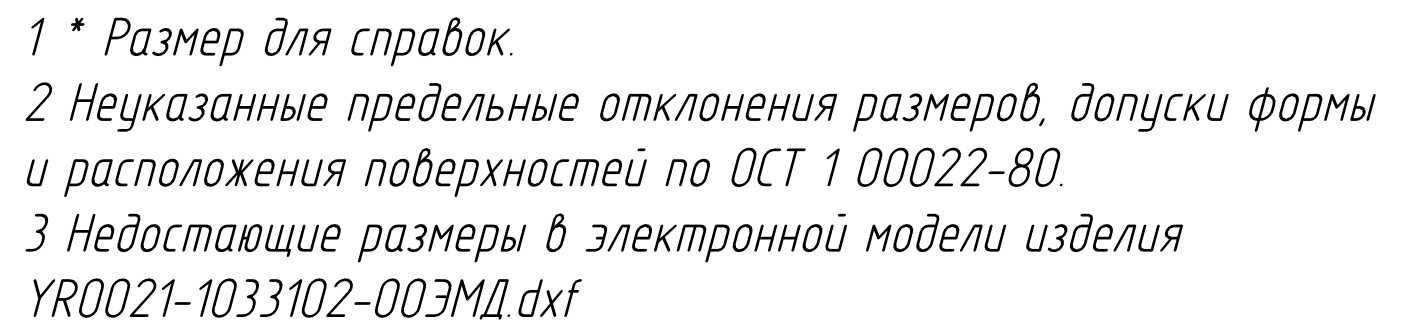 1 * Размер для справок.
2 Неуказанные предельные отклонения размеров, допуски формы
и расположения поверхностей по ОСТ 1 00022-80.
3 Недостающие размеры в электронной модели изделия
YR0021-1033102-00ЭМД.dxf